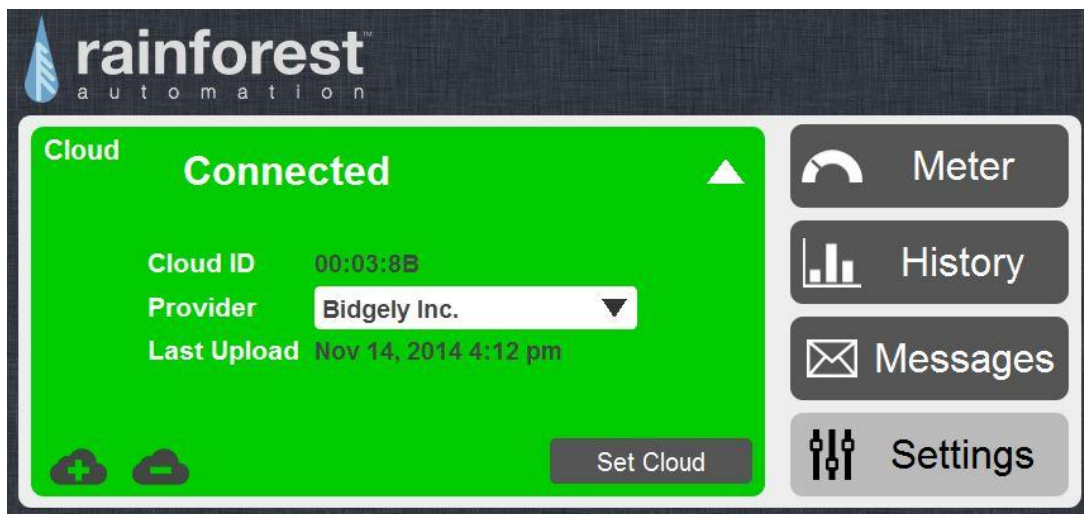 rainforest™
automation
Cloud
Connected
Cloud ID 00:03:8B
Provider Bidgely Inc.
Last Upload Nov 14, 2014 4:12 pm
Set Cloud
Meter
History
Messages
Settings